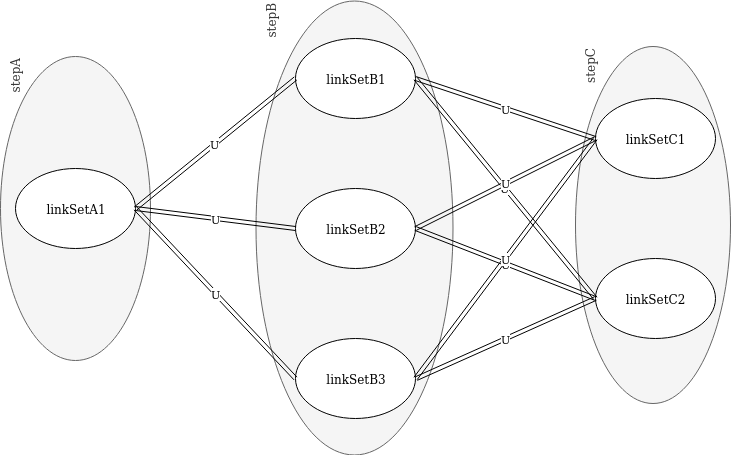 stepA
stepB
stepC
linkSetA1
linkSetB1
linkSetB2
linkSetB3
linkSetC1
linkSetC2
U
U
U
U
U
U
U
U
U